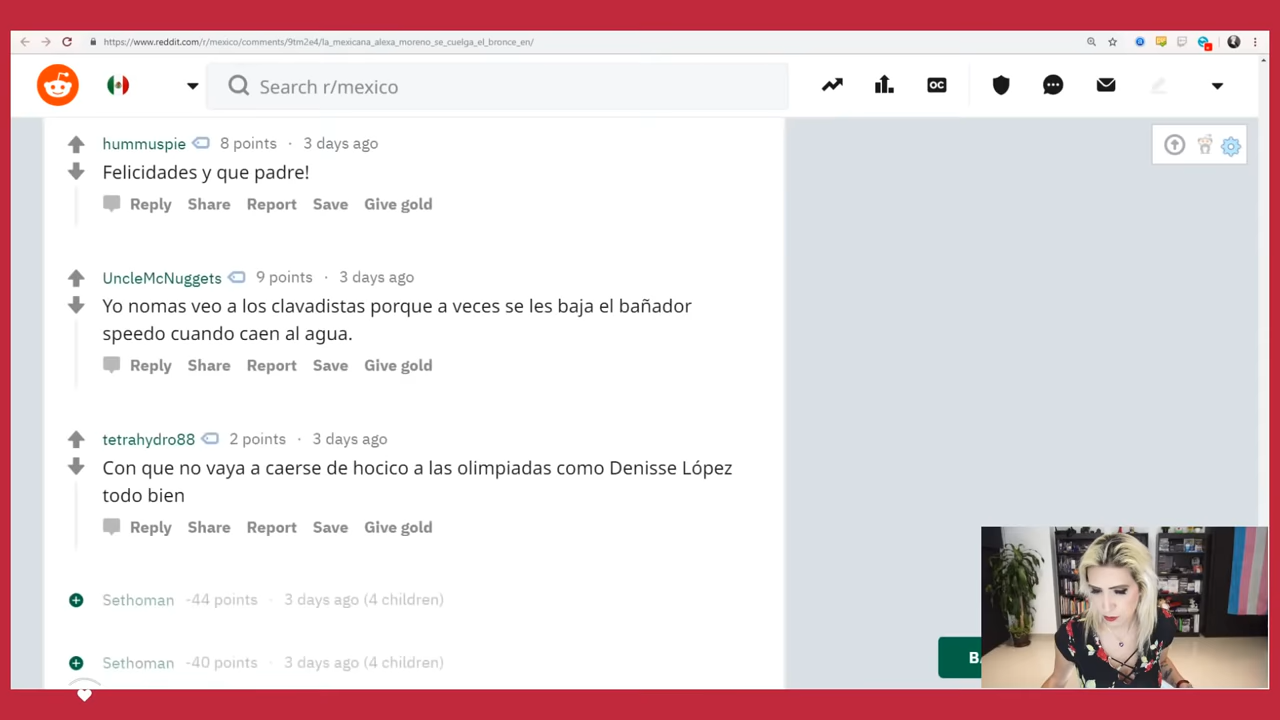 https://www.reddit.com/r/mexico/comments/9trn2e4/la_mexicana_alexa_moreno_se_cuelga_el_bronce_en/
Search r/mexico
OC
hummuspie 8 points · 3 days ago
Felicidades y que padre!
Reply Share Report Save Give gold
UncleMcNuggets 9 points · 3 days ago
Yo nomas veo a los clavadistas porque a veces se les baja el bañador
speedo cuando caen al agua.
Reply Share Report Save Give gold
tetrahydro88 2 points · 3 days ago
Con que no vaya a caerse de hocico a las olimpiadas como Denisse López
todo bien
Reply Share Report Save Give gold
Sethoman -44 points · 3 days ago (4 children)
Sethoman -40 points · 3 days ago (4 children)